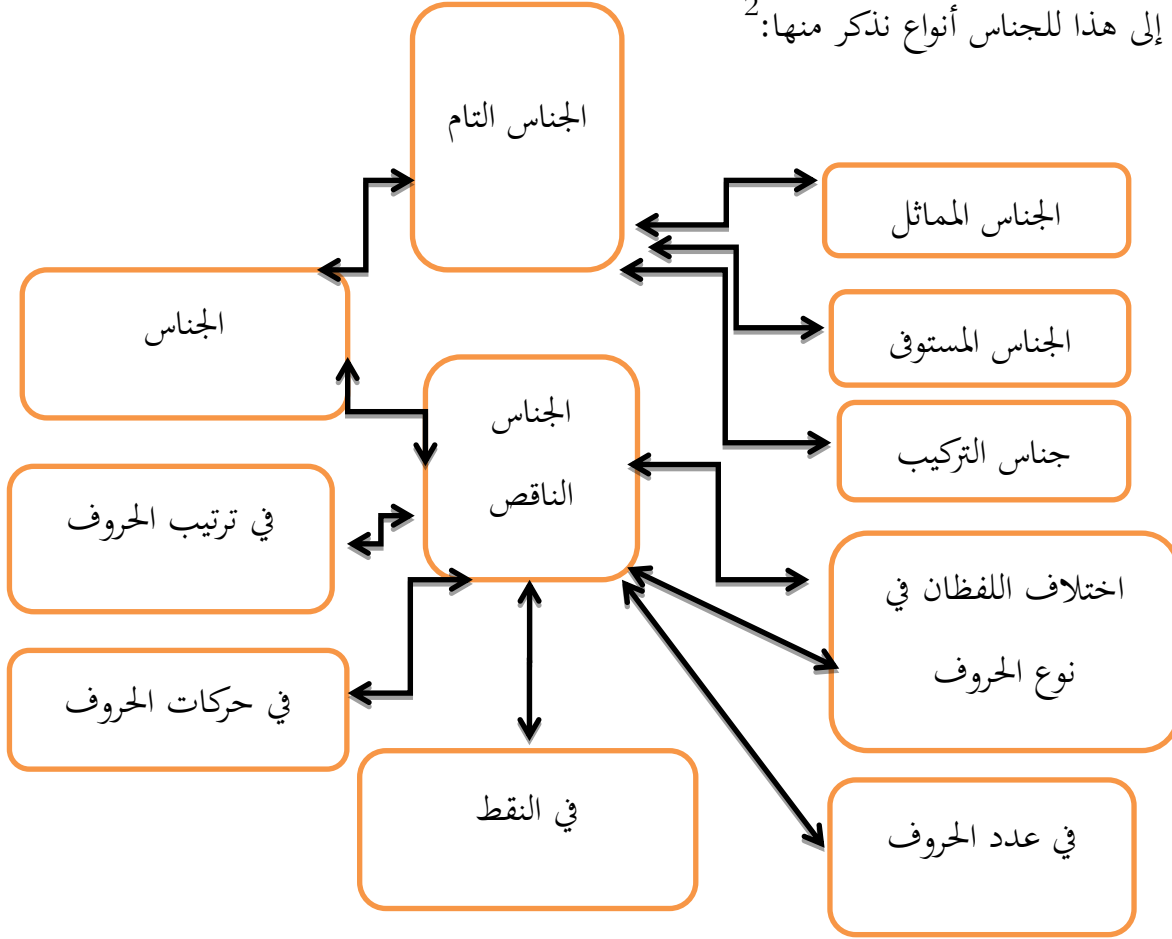 إلى هذا للجناس أنواع نذكر منها:2
الجناس التام
الجناس المماثل
الجناس المستوفى
الجناس
جناس التركيب
الجناس
الناقص
في ترتيب الحروف
اختلاف اللفظان في
نوع الحروف
في حركات الحروف
في النقط
في عدد الحروف